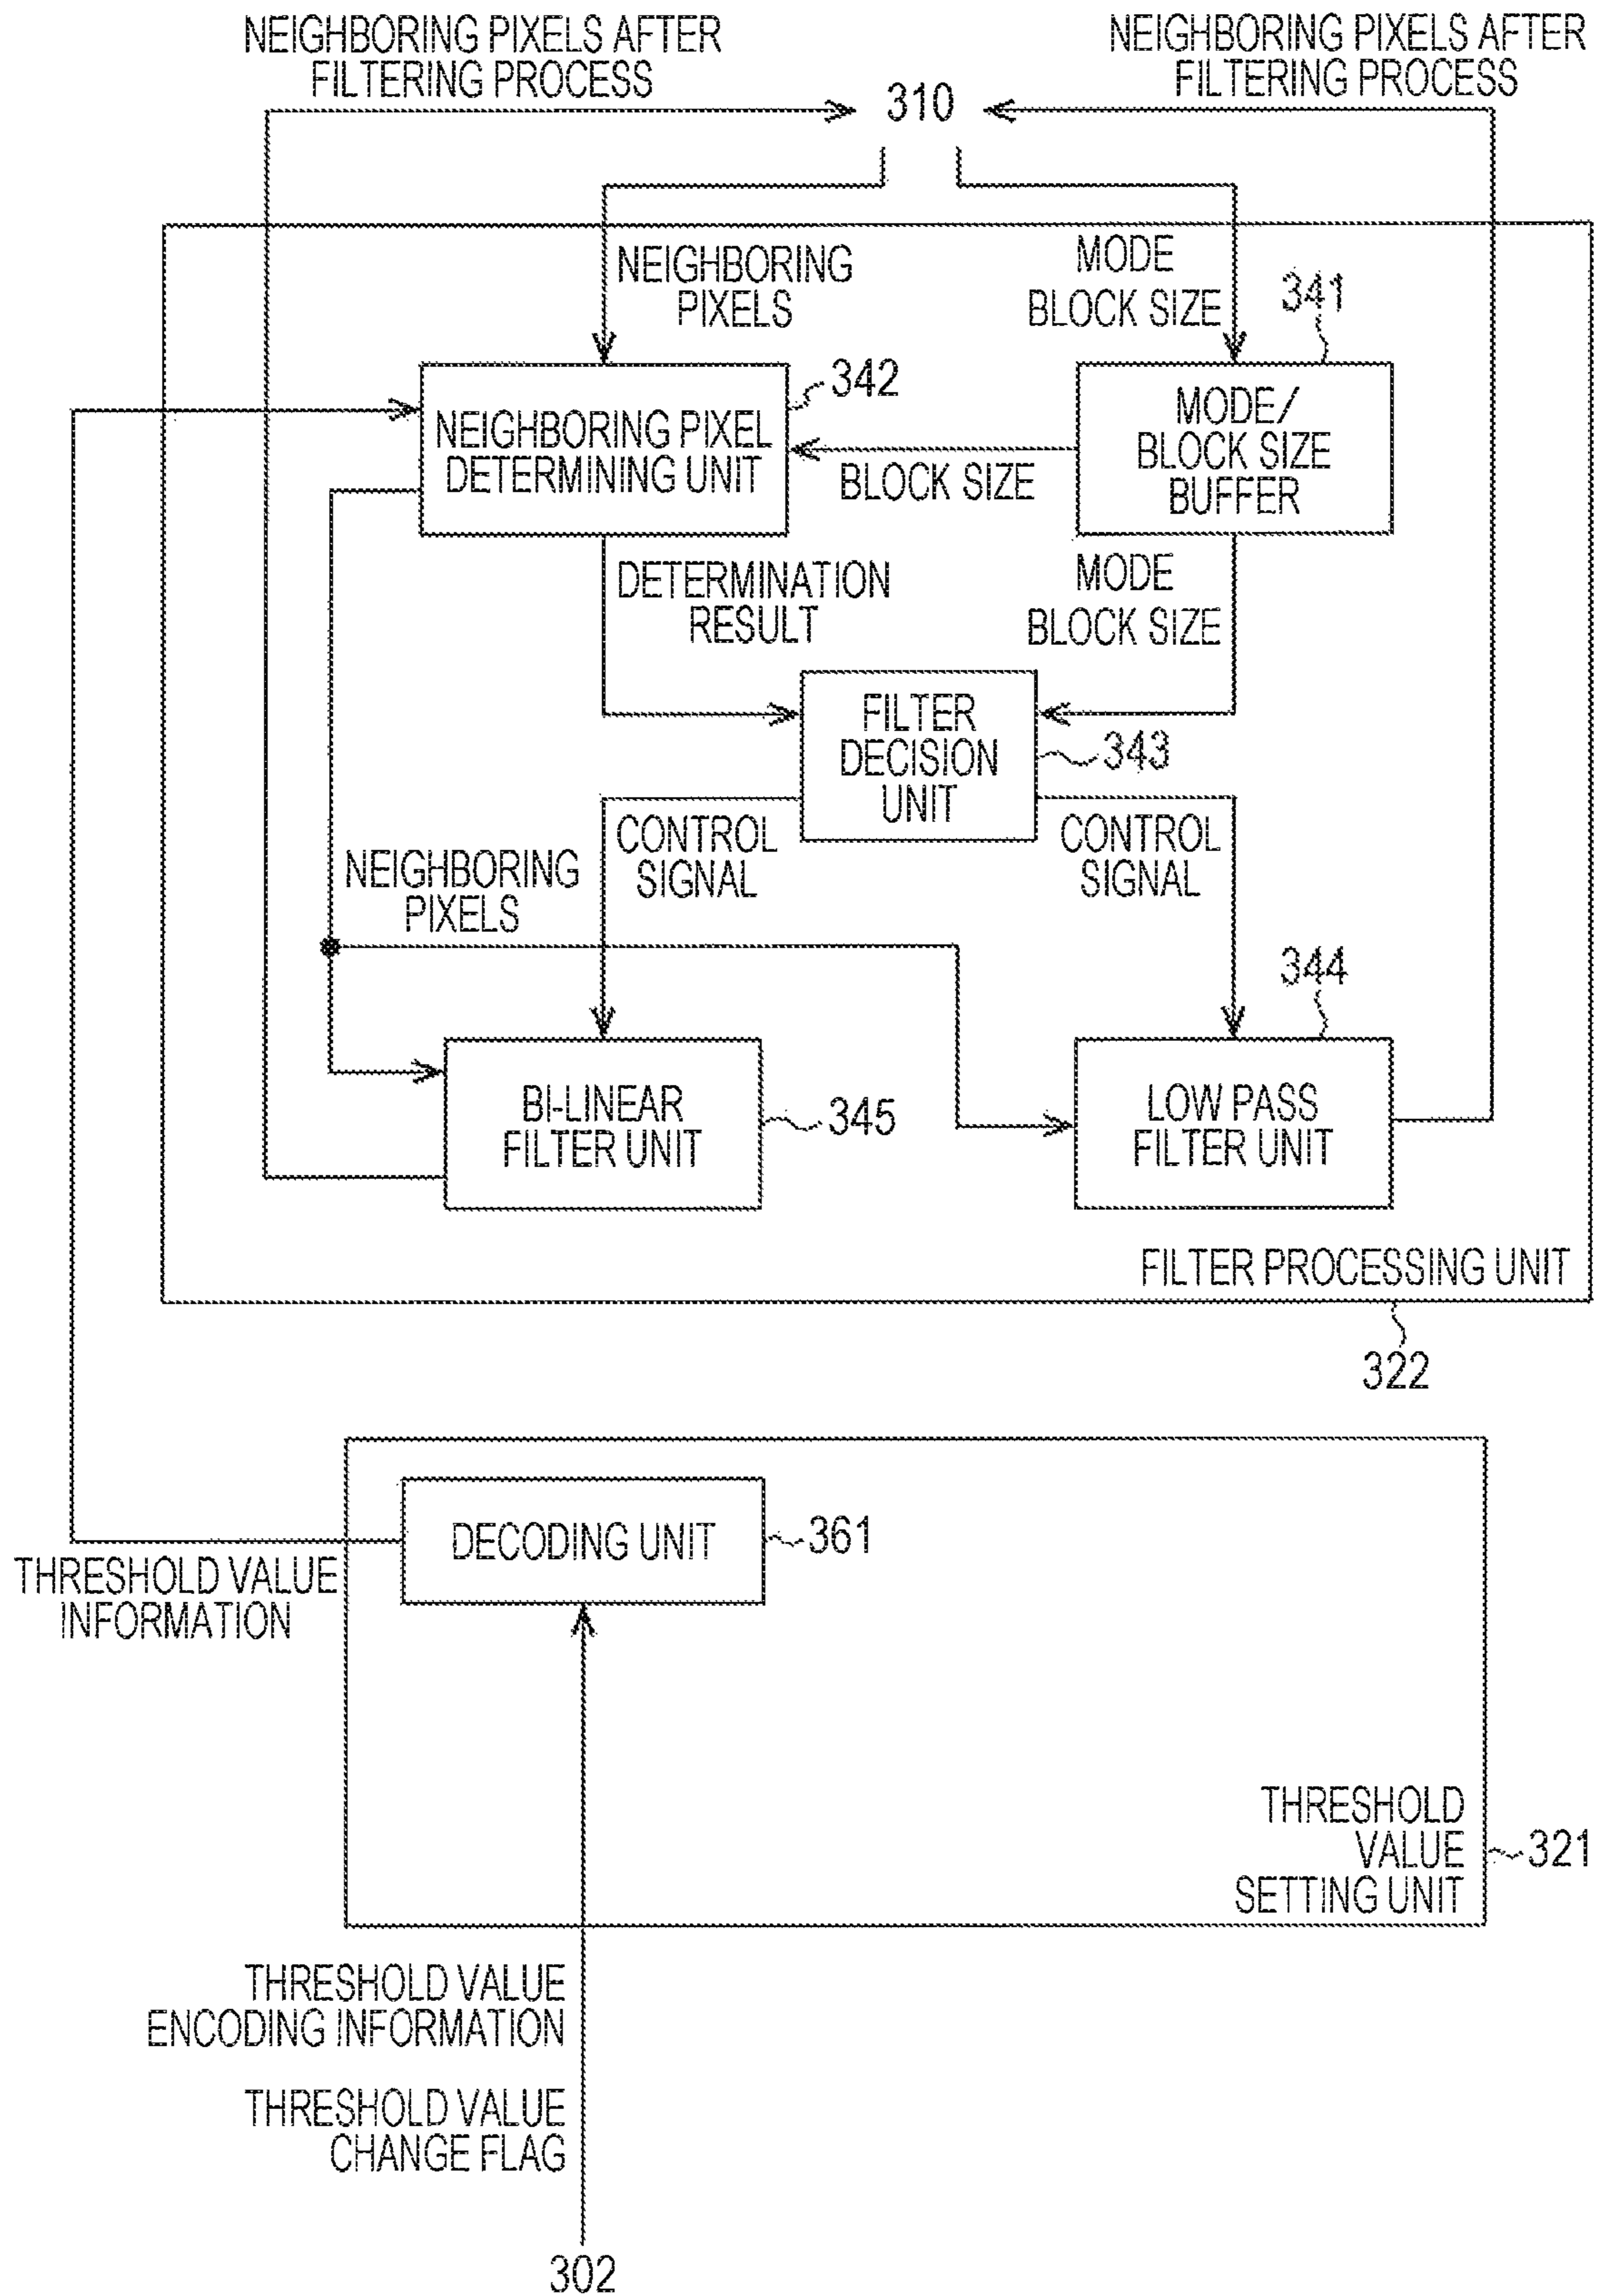 NEIGHBORING PIXELS AFTER
FILTERING PROCESS
NEIGHBORING PIXELS AFTER
FILTERING PROCESS
310
NEIGHBORING
PIXELS
MODE
BLOCK SIZE
341
342
NEIGHBORING PIXEL
DETERMINING UNIT
BLOCK SIZE
MODE/
BLOCK SIZE
BUFFER
DETERMINATION
RESULT
MODE
BLOCK SIZE
FILTER
DECISION
UNIT
343
CONTROL
SIGNAL
CONTROL
SIGNAL
NEIGHBORING
PIXELS
344
BI-LINEAR
FILTER UNIT
345
LOW PASS
FILTER UNIT
FILTER PROCESSING UNIT
322
DECODING UNIT
361
THRESHOLD VALUE
INFORMATION
THRESHOLD
VALUE
SETTING UNIT
321
THRESHOLD VALUE
ENCODING INFORMATION
THRESHOLD VALUE
CHANGE FLAG
302